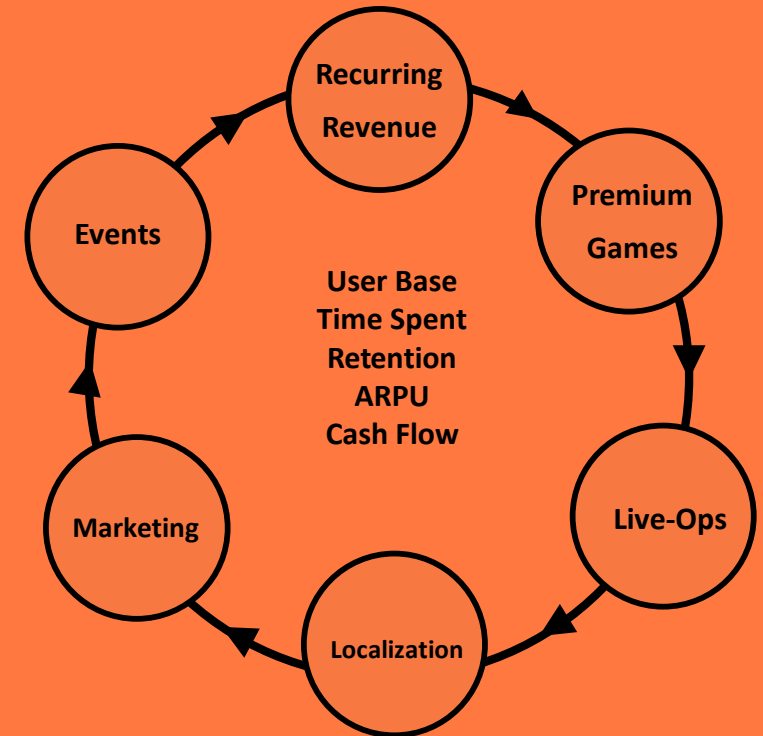 Recurring
Revenue
Premium
Games
Live-Ops
Localization
Marketing
Events
User Base
Time Spent
Retention
ARPU
Cash Flow